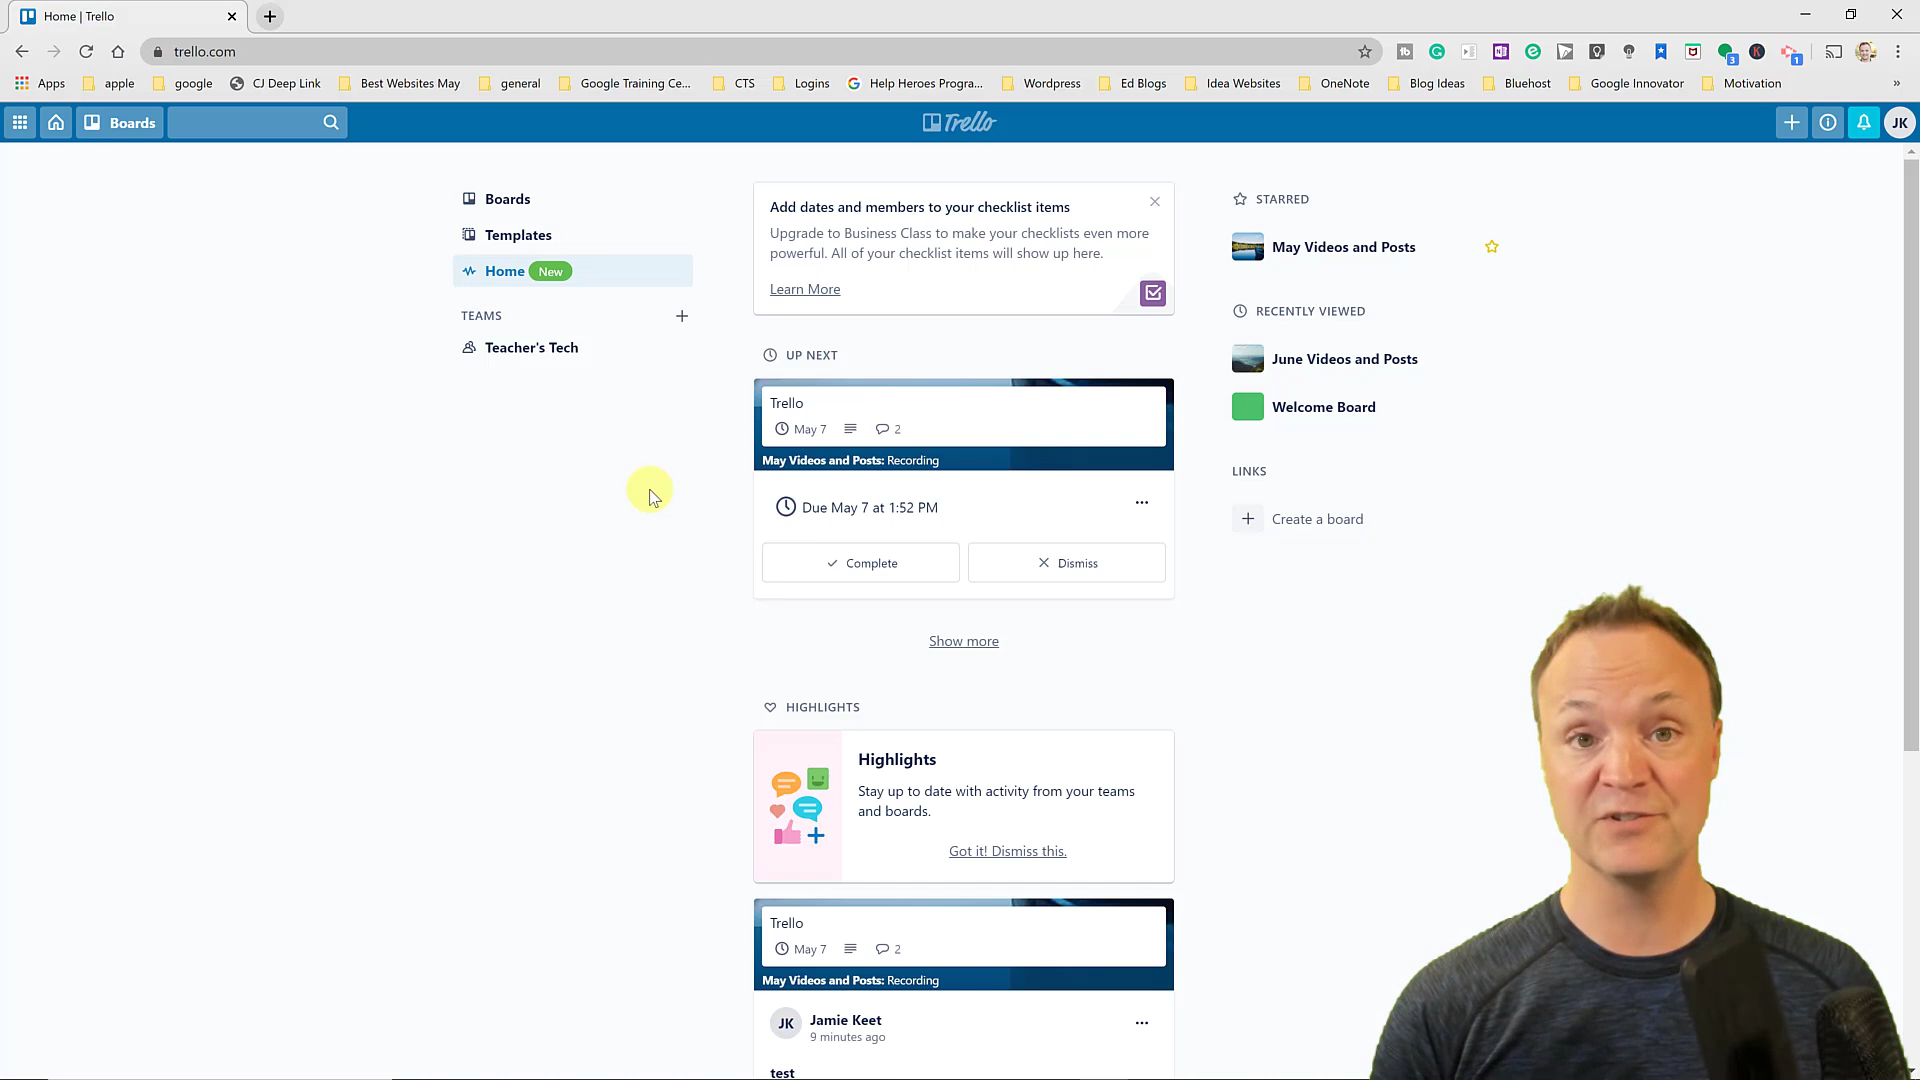 Home | Trello
trello.com
Apps apple google CJ Deep Link Best Websites May general Google Training Ce... CTS Logins Help Heroes Progra... Wordpress Ed Blogs Idea Websites OneNote Blog Ideas Bluehost Google Innovator Motivation »
Boards
Trello
JK
Boards
Templates
Home New
TEAMS
Teacher's Tech
Add dates and members to your checklist items
Upgrade to Business Class to make your checklists even more
powerful. All of your checklist items will show up here.
Learn More
UP NEXT
Trello
May 7 2
May Videos and Posts: Recording
Due May 7 at 1:52 PM
Complete
Dismiss
Show more
HIGHLIGHTS
Highlights
Stay up to date with activity from your teams
and boards.
Got it! Dismiss this.
Trello
May 7 2
May Videos and Posts: Recording
JK
Jamie Keet
9 minutes ago
test
STARRED
May Videos and Posts
RECENTLY VIEWED
June Videos and Posts
Welcome Board
LINKS
Create a board